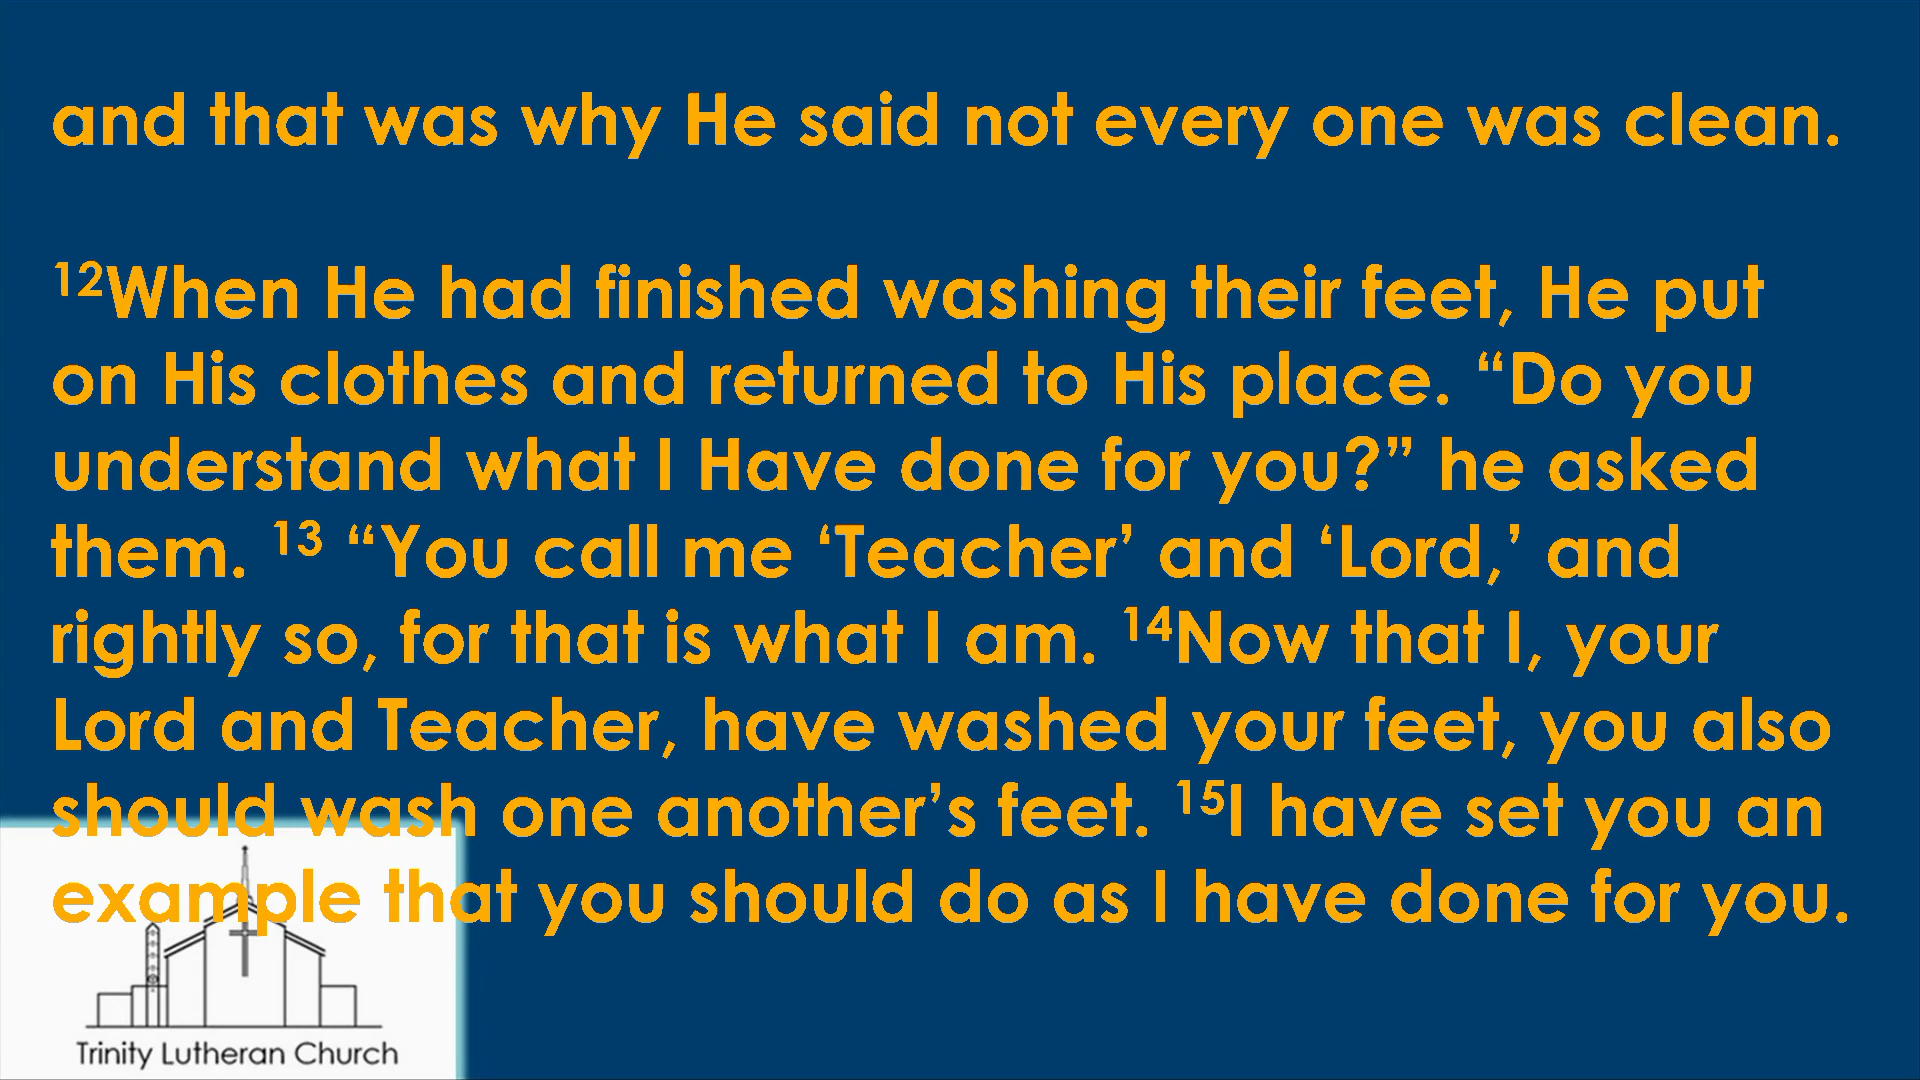 and that was why He said not every one was clean.
12When He had finished washing their feet, He put
on His clothes and returned to His place. “Do you
understand what I Have done for you?” he asked
them. 13 “You call me ‘Teacher’ and ‘Lord,’ and
rightly so, for that is what I am. 14Now that I, your
Lord and Teacher, have washed your feet, you also
should wash one another’s feet. 15I have set you an
example that you should do as I have done for you.
Trinity Lutheran Church